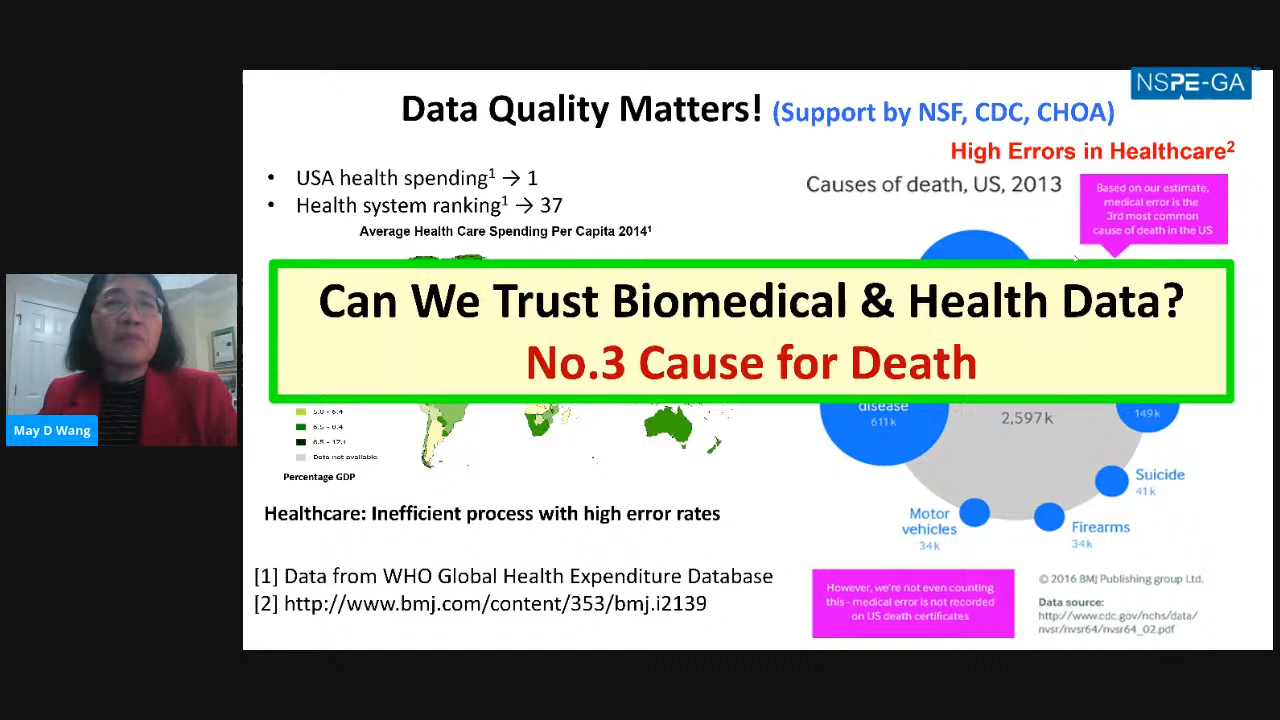 NSPE-GA
Data Quality Matters! (Support by NSF, CDC, CHOA)
High Errors in Healthcare2
• USA health spending1 → 1
• Health system ranking1 → 37
Average Health Care Spending Per Capita 2014¹
Causes of death, US, 2013
Based on our estimate,
medical error is the
3rd most common
cause of death in the US
Can We Trust Biomedical & Health Data?
No.3 Cause for Death
May D Wang
5.0 - 6.4
6.5 - 8.4
6.5 - 17.1
Data not available
Percentage GDP
disease
611k
2,597k
149k
Suicide
41k
Motor
vehicles
34k
Firearms
34k
Healthcare: Inefficient process with high error rates
[1] Data from WHO Global Health Expenditure Database
[2] http://www.bmj.com/content/353/bmj.i2139
However, we're not even counting
this - medical error is not recorded
on US death certificates
© 2016 BMJ Publishing group Ltd.
Data source:
http://www.cdc.gov/nchs/data/
nvsr/nvsr64/nvsr64_02.pdf